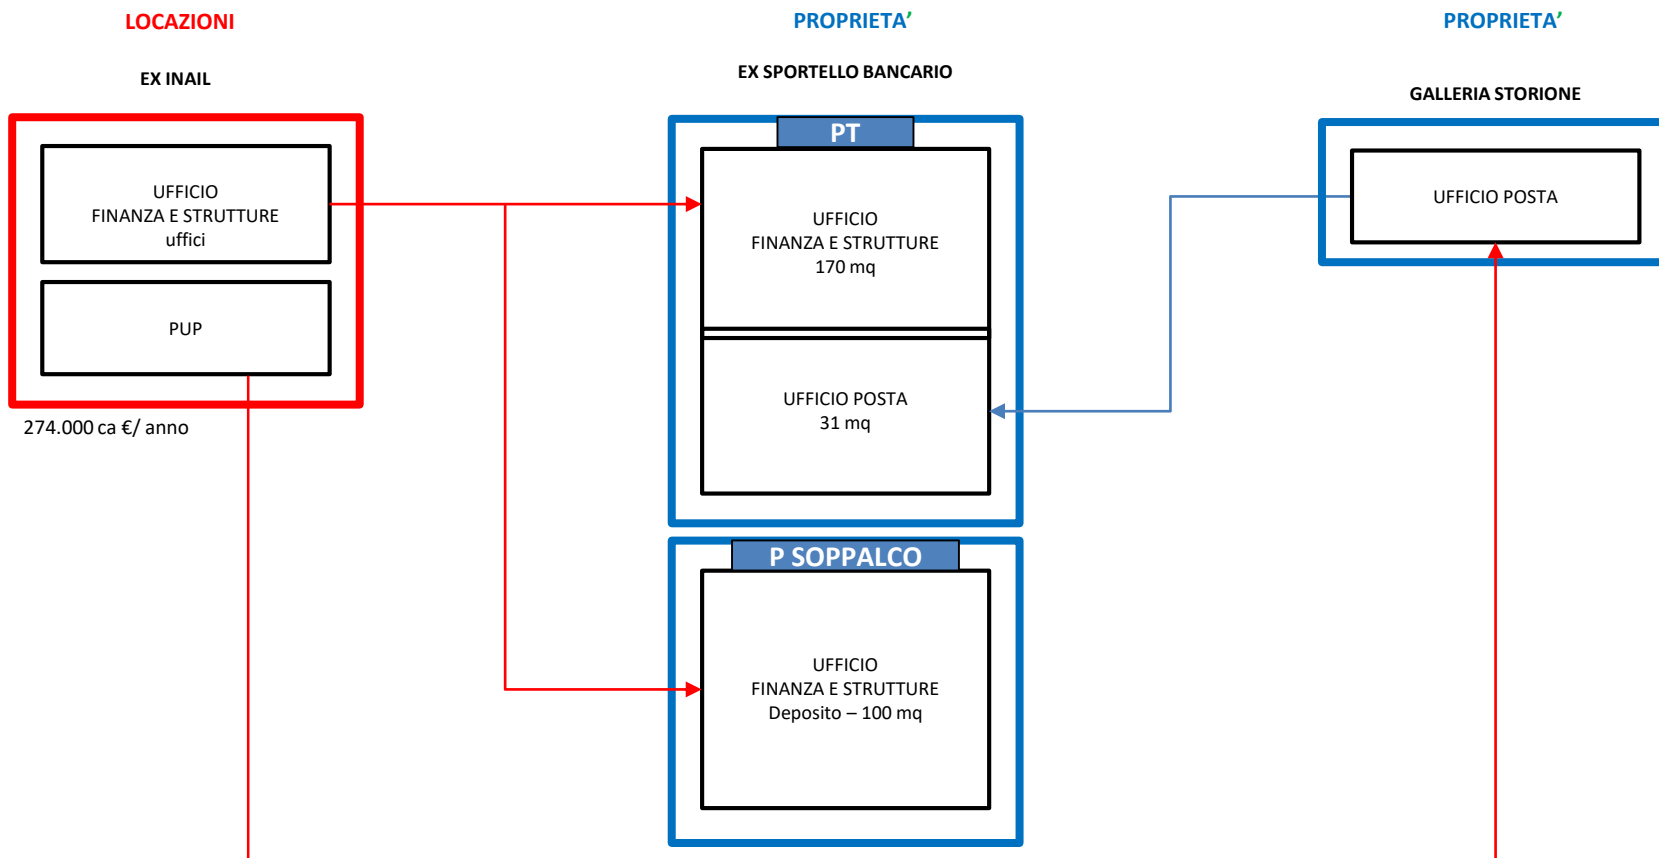 LOCAZIONI
EX INAIL
UFFICIO
FINANZA E STRUTTURE
uffici
PUP
274.000 ca €/ anno
PROPRIETA’
EX SPORTELLO BANCARIO
PT
UFFICIO
FINANZA E STRUTTURE
170 mq
UFFICIO POSTA
31 mq
P SOPPALCO
UFFICIO
FINANZA E STRUTTURE
Deposito – 100 mq
PROPRIETA’
GALLERIA STORIONE
UFFICIO POSTA